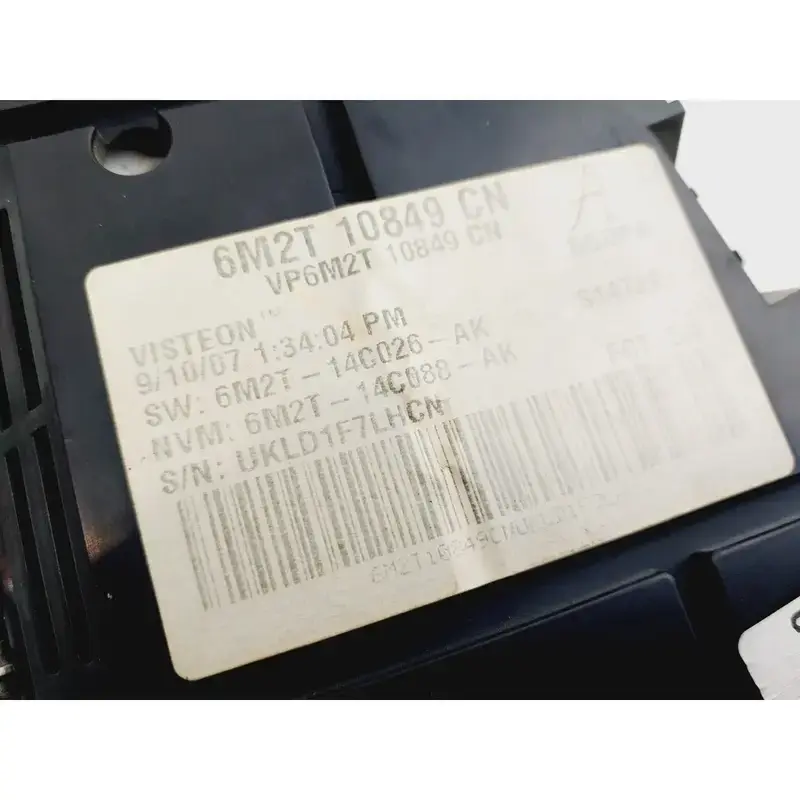 6M2T 10849 CN
VP6M2T 10849 CN
VISTEON™
9/10/07 1:34:04 PM
SW: 6M2T-14C026-AK
NVM: 6M2T-14C088-AK
S/N: UKLD1F7LHCN